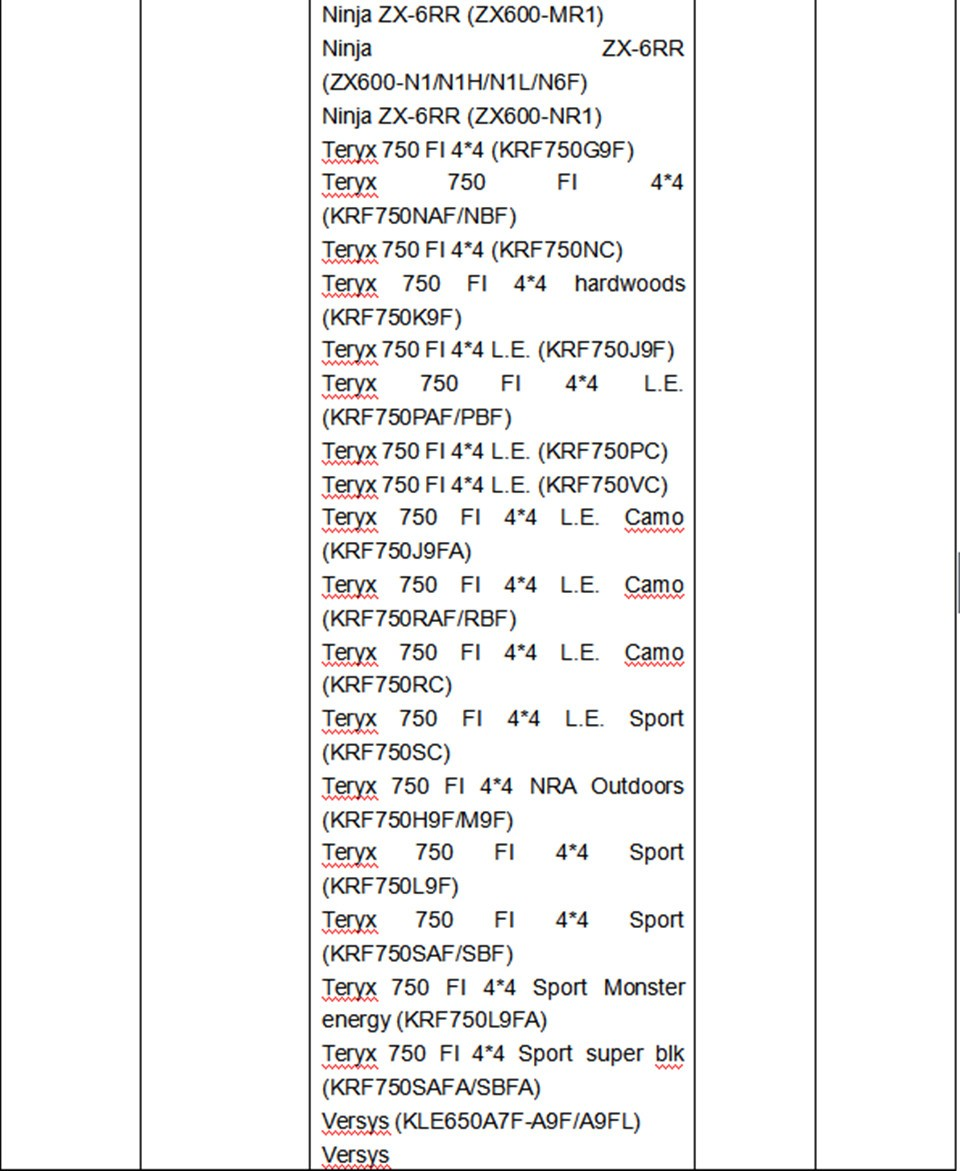 Ninja ZX-6RR (ZX600-MR1)
Ninja ZX-6RR
(ZX600-N1/N1H/N1L/N6F)
Ninja ZX-6RR (ZX600-NR1)
Teryx 750 FI 4*4 (KRF750G9F)
Teryx 750 FI 4*4
(KRF750NAF/NBF)
Teryx 750 FI 4*4 (KRF750NC)
Teryx 750 FI 4*4 hardwoods
(KRF750K9F)
Teryx 750 FI 4*4 L.E. (KRF750J9F)
Teryx 750 FI 4*4 L.E.
(KRF750PAF/PBF)
Teryx 750 FI 4*4 L.E. (KRF750PC)
Teryx 750 FI 4*4 L.E. (KRF750VC)
Teryx 750 FI 4*4 L.E. Camo
(KRF750J9FA)
Teryx 750 FI 4*4 L.E. Camo
(KRF750RAF/RBF)
Teryx 750 FI 4*4 L.E. Camo
(KRF750RC)
Teryx 750 FI 4*4 L.E. Sport
(KRF750SC)
Teryx 750 FI 4*4 NRA Outdoors
(KRF750H9F/M9F)
Teryx 750 FI 4*4 Sport
(KRF750L9F)
Teryx 750 FI 4*4 Sport
(KRF750SAF/SBF)
Teryx 750 FI 4*4 Sport Monster
energy (KRF750L9FA)
Teryx 750 FI 4*4 Sport super blk
(KRF750SAFA/SBFA)
Versys (KLE650A7F-A9F/A9FL)
Versys